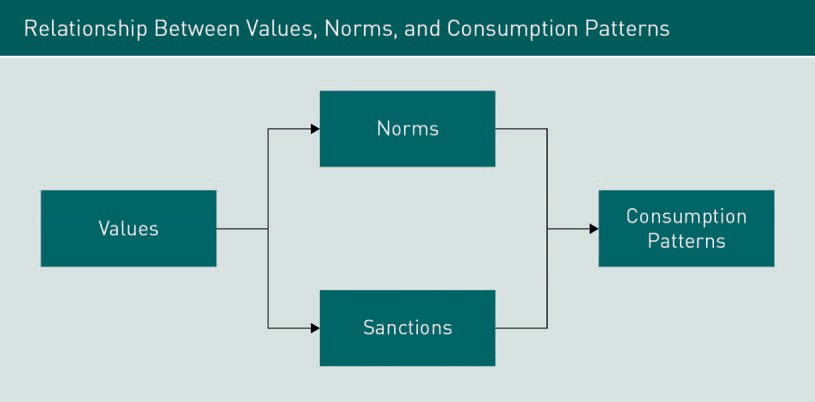 Relationship Between Values, Norms, and Consumption Patterns
Norms
Values
Consumption
Patterns
Sanctions